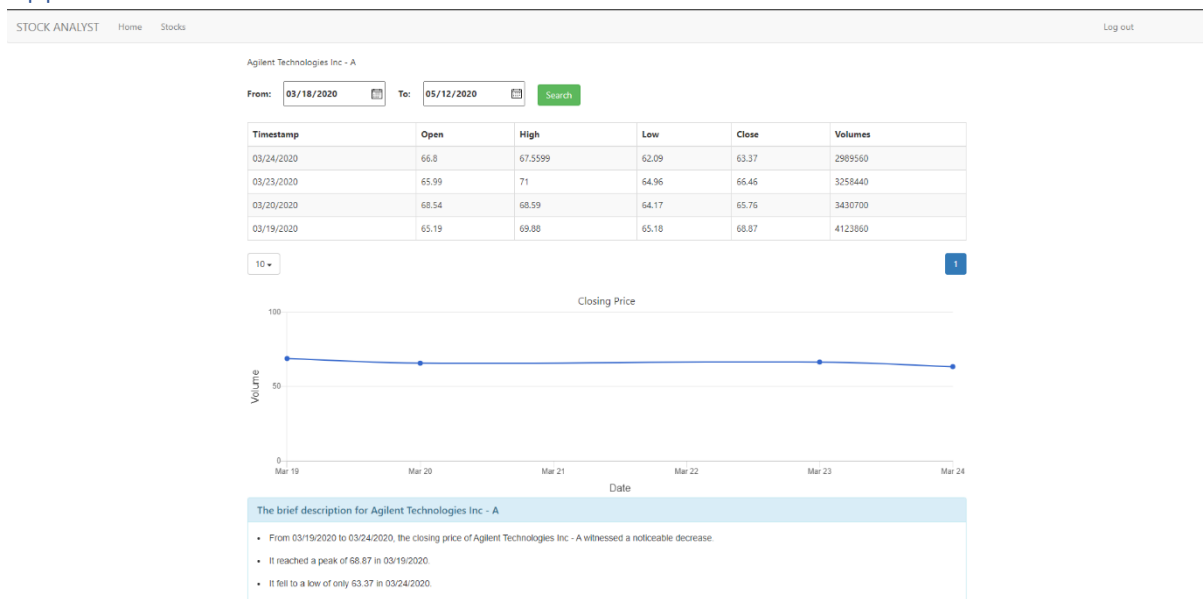 STOCK ANALYST Home Stocks Log out
Agilent Technologies Inc - A
From: 03/18/2020 To: 05/12/2020 Search
Timestamp Open High Low Close Volumes
03/24/2020 66.8 67.5599 62.09 63.37 2989560
03/23/2020 65.99 71 64.96 66.46 3258440
03/20/2020 68.54 68.59 64.17 65.76 3430700
03/19/2020 65.19 69.88 65.18 68.87 4123860
10 1
Closing Price
100
Volume
50
0
Mar 19 Mar 20 Mar 21 Mar 22 Mar 23 Mar 24
Date
The brief description for Agilent Technologies Inc - A
• From 03/19/2020 to 03/24/2020, the closing price of Agilent Technologies Inc - A witnessed a noticeable decrease.
• It reached a peak of 68.87 in 03/19/2020.
• It fell to a low of only 63.37 in 03/24/2020.